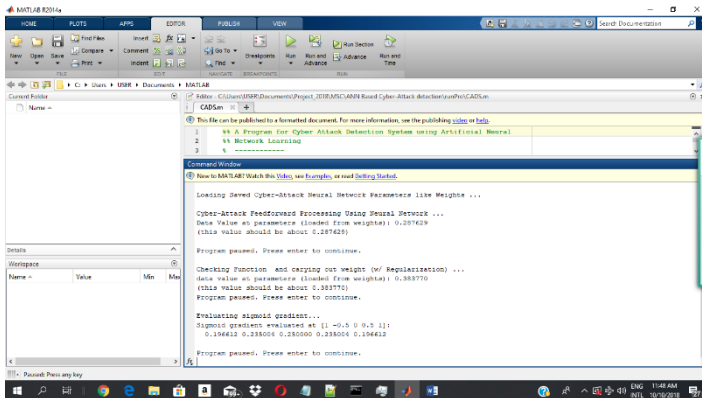 MATLAB R2014a
HOME PLOTS APPS EDITOR PUBLISH VIEW
Search Documentation
New Open Save
Find Files
Compare
Print
Insert
Comment
Indent
Go To
Find
Breakpoints
Run
Run and Advance
Run Section
Advance
Run and Time
FILE EDIT NAVIGATE BREAKPOINTS RUN
C: Users USER Documents MATLAB
Current Folder
Name
Editor - C:\Users\USER\Documents\Project_2018\MSC\ANN Based Cyber-Attack detection\runPro\CADS.m
CADS.m
This file can be published to a formatted document. For more information, see the publishing video or help.
1 %% A Program for Cyber Attack Detection System using Artificial Neural
2 %% Network Learning
3 % ------------
Command Window
New to MATLAB? Watch this Video, see Examples, or read Getting Started.
Loading Saved Cyber-Attack Neural Network Parameters like Weights ...
Cyber-Attack Feedforward Processing Using Neural Network ...
Data Value at parameters (loaded from weights): 0.287629
(this value should be about 0.287629)
Program paused. Press enter to continue.
Checking Function and carrying out weight (w/ Regularization) ...
data value at parameters (loaded from weights): 0.383770
(this value should be about 0.383770)
Program paused. Press enter to continue.
Evaluating sigmoid gradient...
Sigmoid gradient evaluated at [1 -0.5 0 0.5 1]:
0.196612 0.235004 0.250000 0.235004 0.196612
Program paused. Press enter to continue.
fx
Details
Workspace
Name Value Min Max
Paused: Press any key
ENG 11:48 AM
INTL 10/10/2018